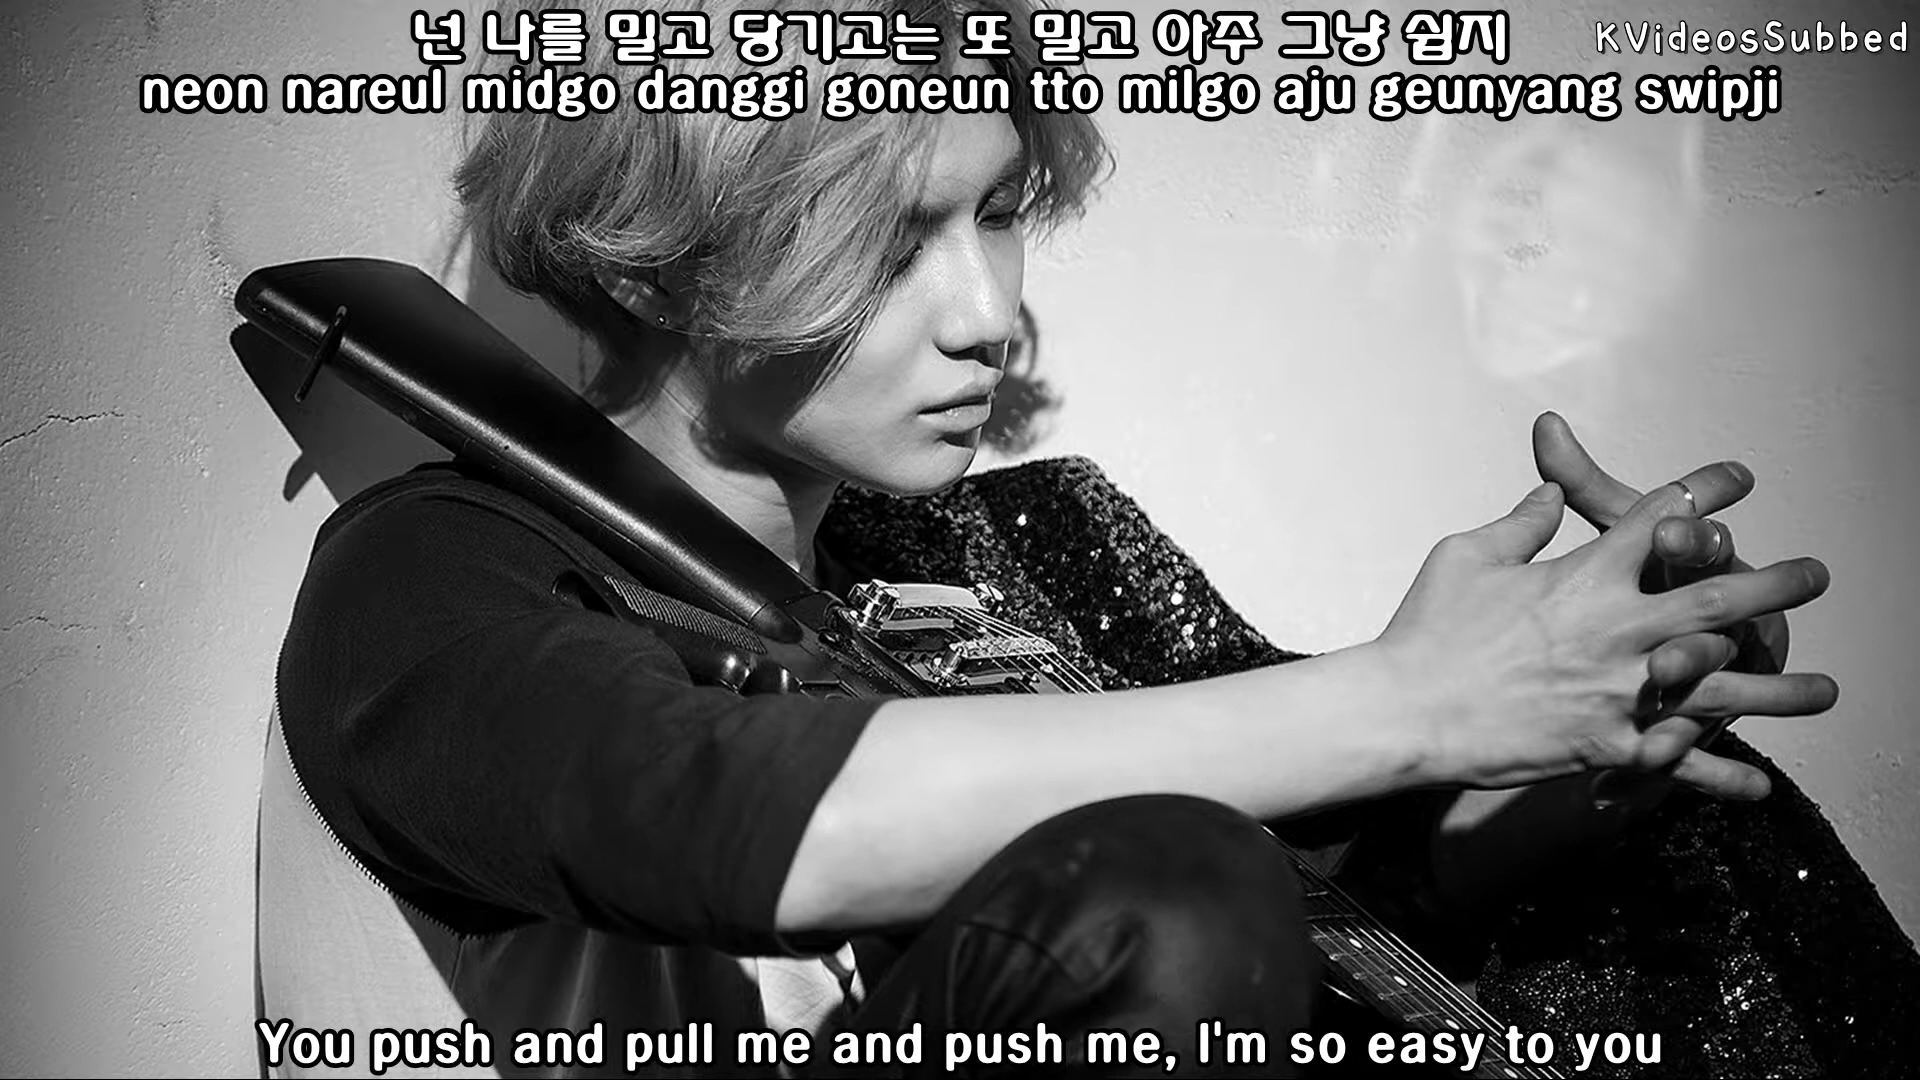 넌 나를 밀고 당기고는 또 밀고 아주 그냥 쉽지
KVideosSubbed
neon nareul midgo danggi goneun tto milgo aju geunyang swipji
You push and pull me and push me, I'm so easy to you